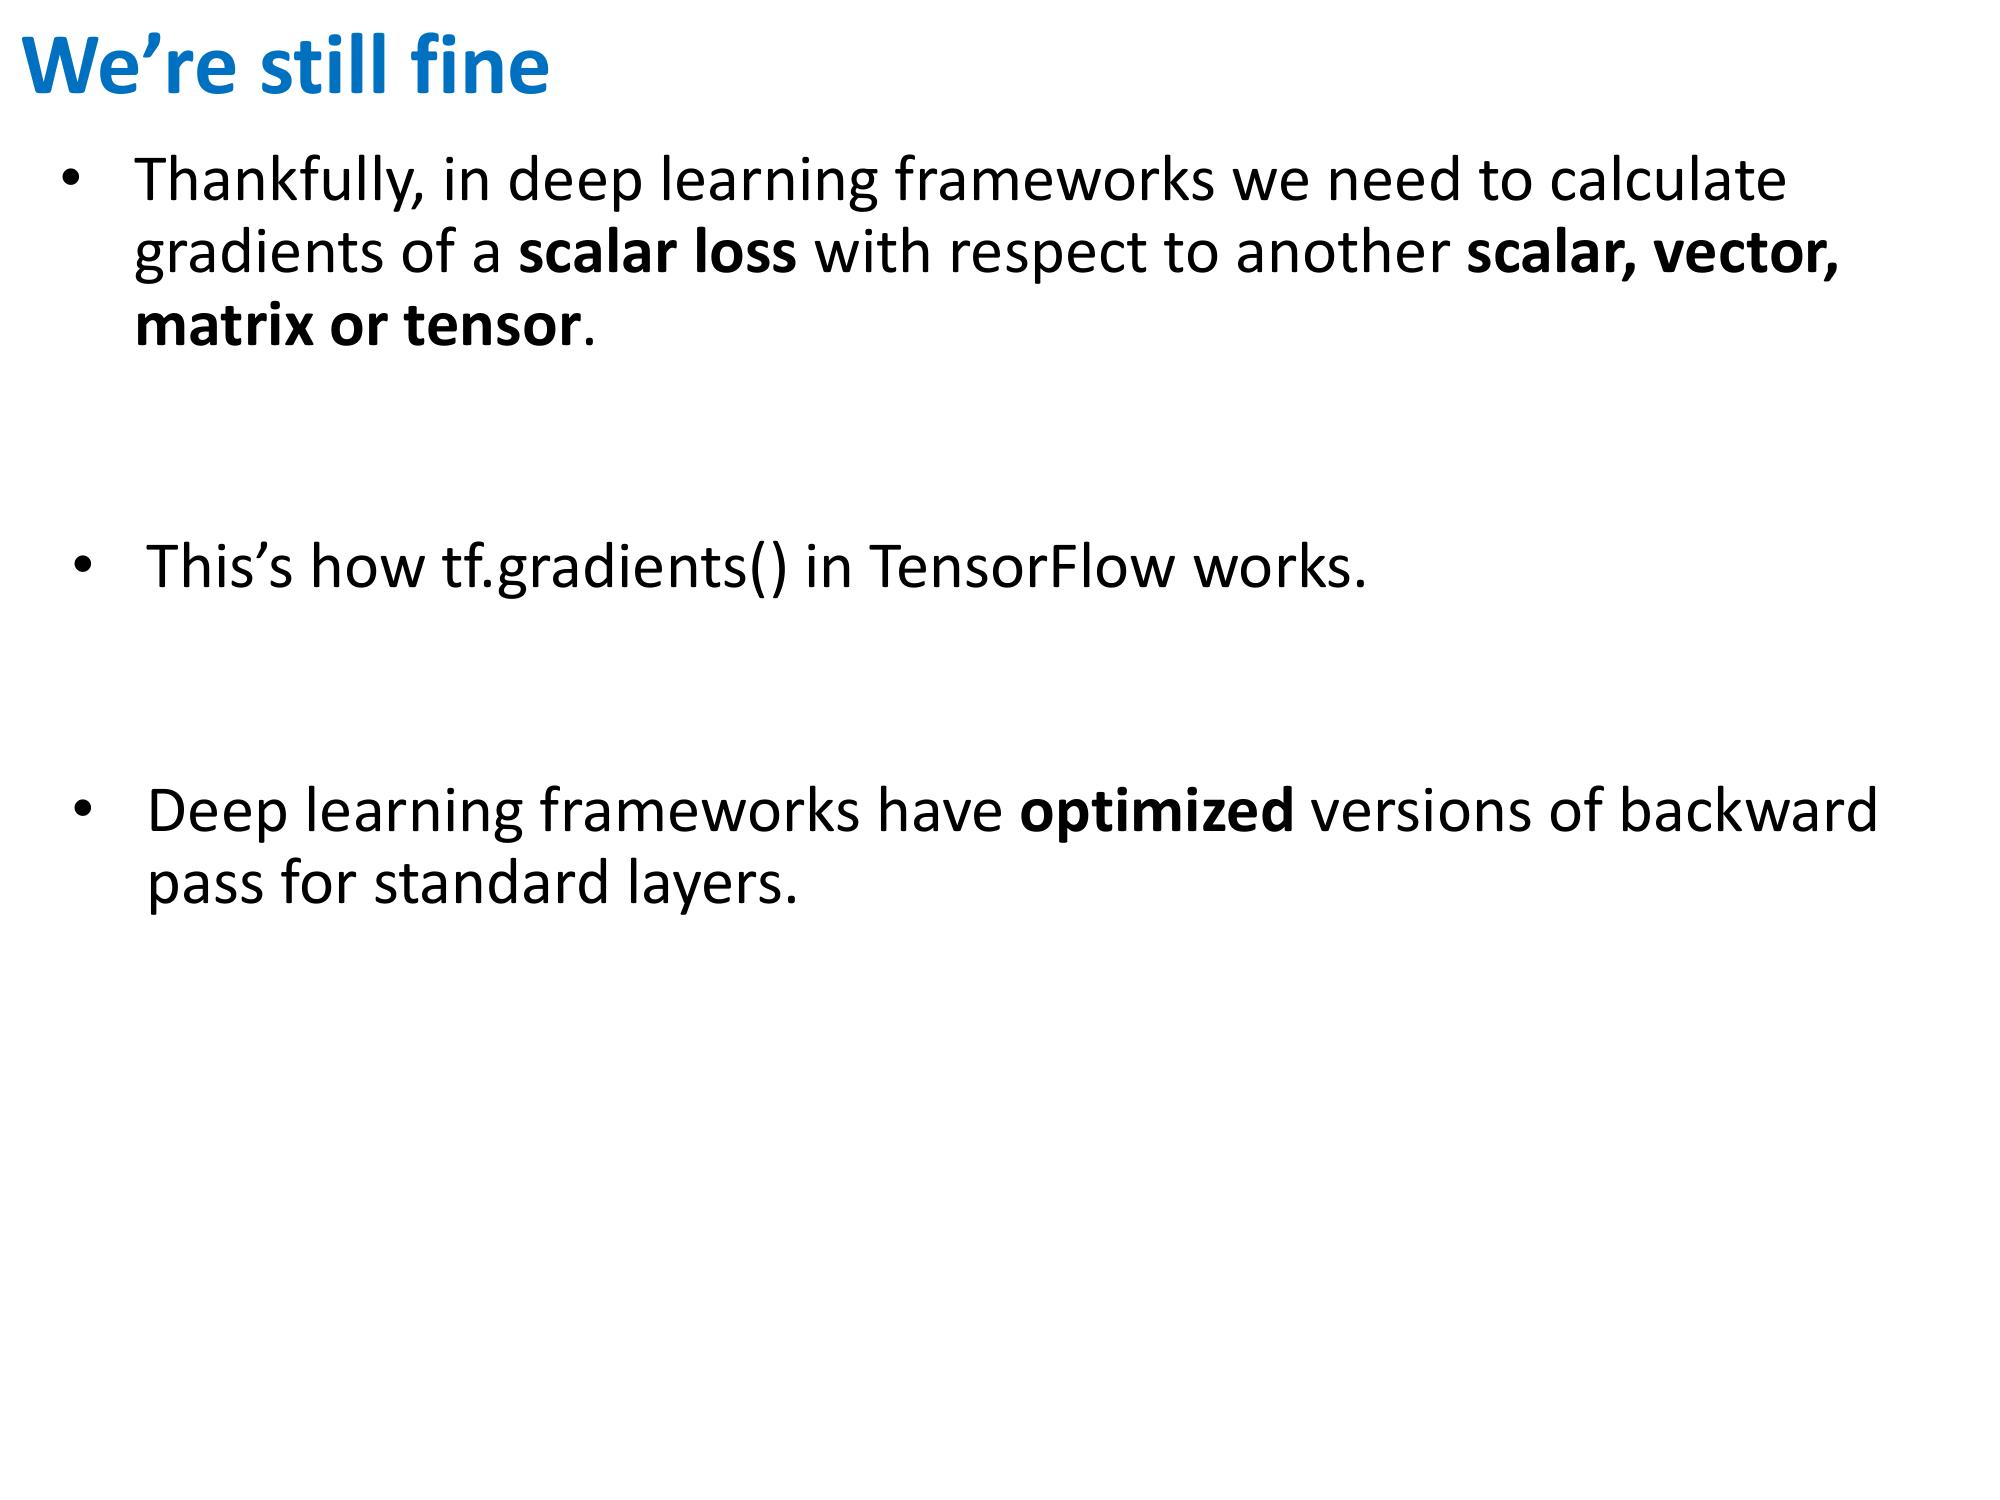 We’re still fine
• Thankfully, in deep learning frameworks we need to calculate
gradients of a scalar loss with respect to another scalar, vector,
matrix or tensor.
• This’s how tf.gradients() in TensorFlow works.
• Deep learning frameworks have optimized versions of backward
pass for standard layers.